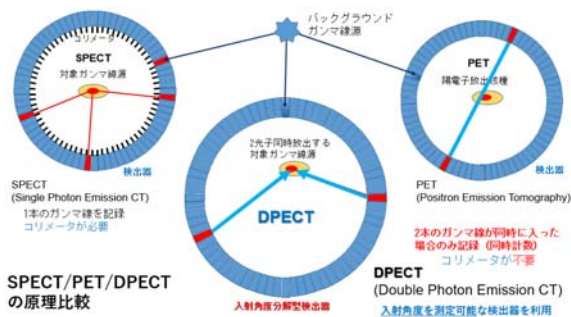 バックグラウンド
ガンマ線源
コリメータ
SPECT
対象ガンマ線源
検出器
SPECT
(Single Photon Emission CT)
1本のガンマ線を記録
コリメータが必要
SPECT/PET/DPECT
の原理比較
2光子同時放出する
対象ガンマ線源
DPECT
入射角度分解型検出器
PET
陽電子放出核種
検出器
PET
(Positron Emission Tomography)
2本のガンマ線が同時に入った
場合のみ記録(同時計数)
コリメータが不要
DPECT
(Double Photon Emission CT)
入射角度を測定可能な検出器を利用